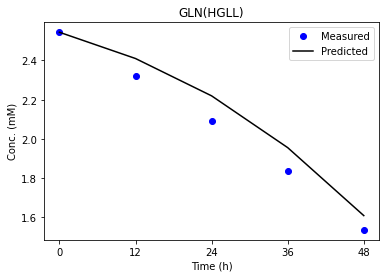 GLN(HGLL)
Measured
Predicted
Conc. (mM)
2.4
2.2
2.0
1.8
1.6
0 12 24 36 48
Time (h)